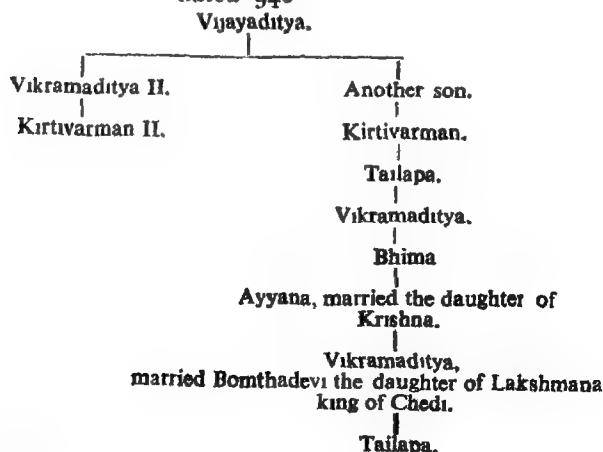 Vijayaditya.
Vikramaditya II.
Another son.
Kirtivarman II.
Kirtivarman.
Tailapa.
Vikramaditya.
Bhima
Ayyana, married the daughter of
Krishna.
Vikramaditya,
married Bomthadevi the daughter of Lakshmana
king of Chedi.
Tailapa.